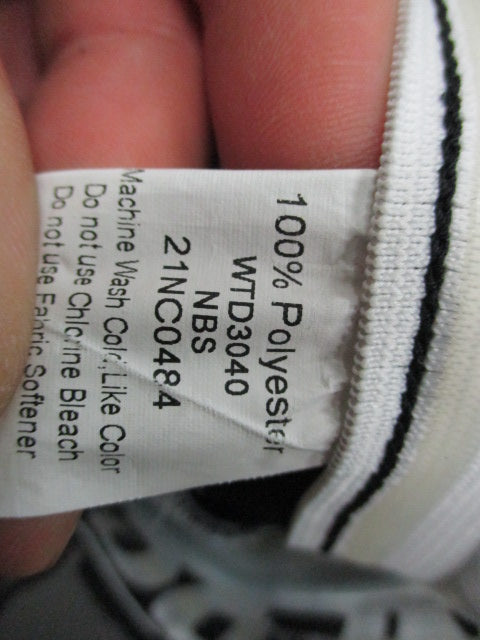 100% Polyester
WTD3040
NBS
21NC0484
Machine Wash Cold, Like Color
Do not use Chlorine Bleach
Do not use Fabric Softener